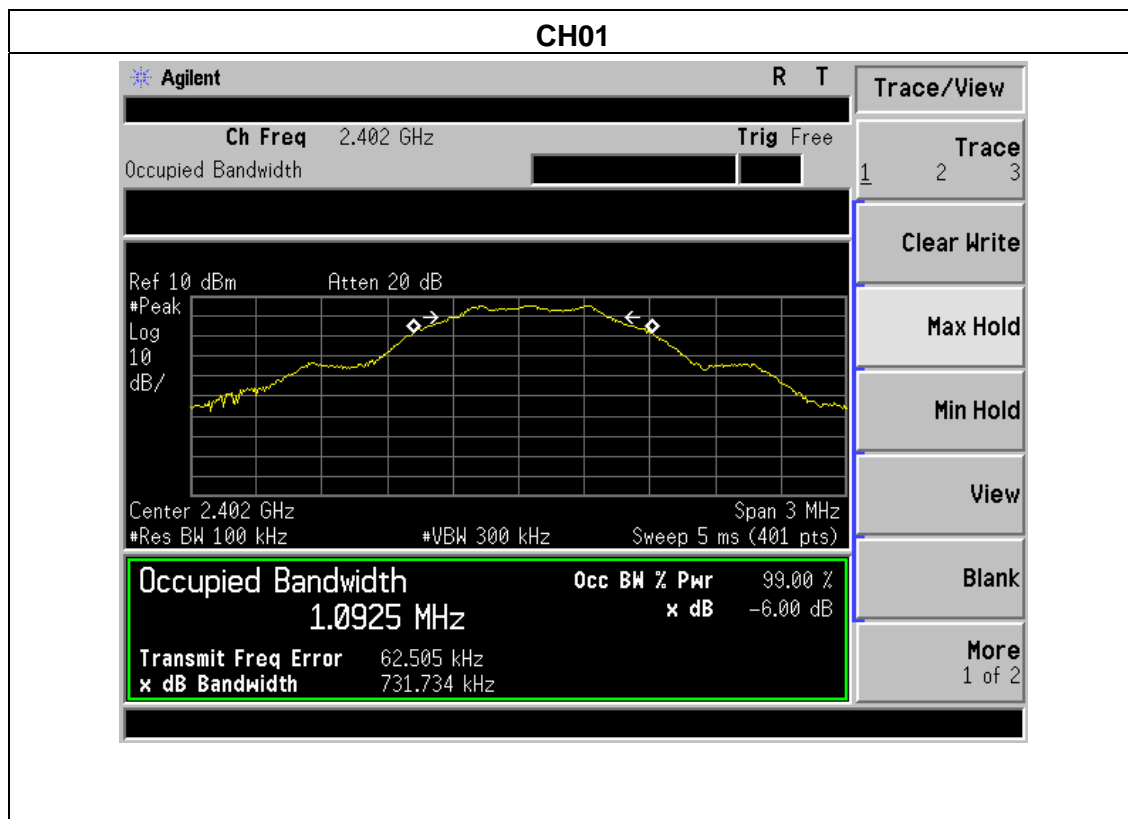 CH01
Agilent R T
Trace/View
Ch Freq 2.402 GHz Trig Free
Occupied Bandwidth
Trace
1 2 3
Clear Write
Ref 10 dBm Atten 20 dB
#Peak
Log
10
dB/
Max Hold
Min Hold
View
Center 2.402 GHz Span 3 MHz
#Res BW 100 kHz #VBW 300 kHz Sweep 5 ms (401 pts)
Occupied Bandwidth Occ BW % Pwr 99.00 %
1.0925 MHz x dB -6.00 dB
Blank
Transmit Freq Error 62.505 kHz
x dB Bandwidth 731.734 kHz
More
1 of 2